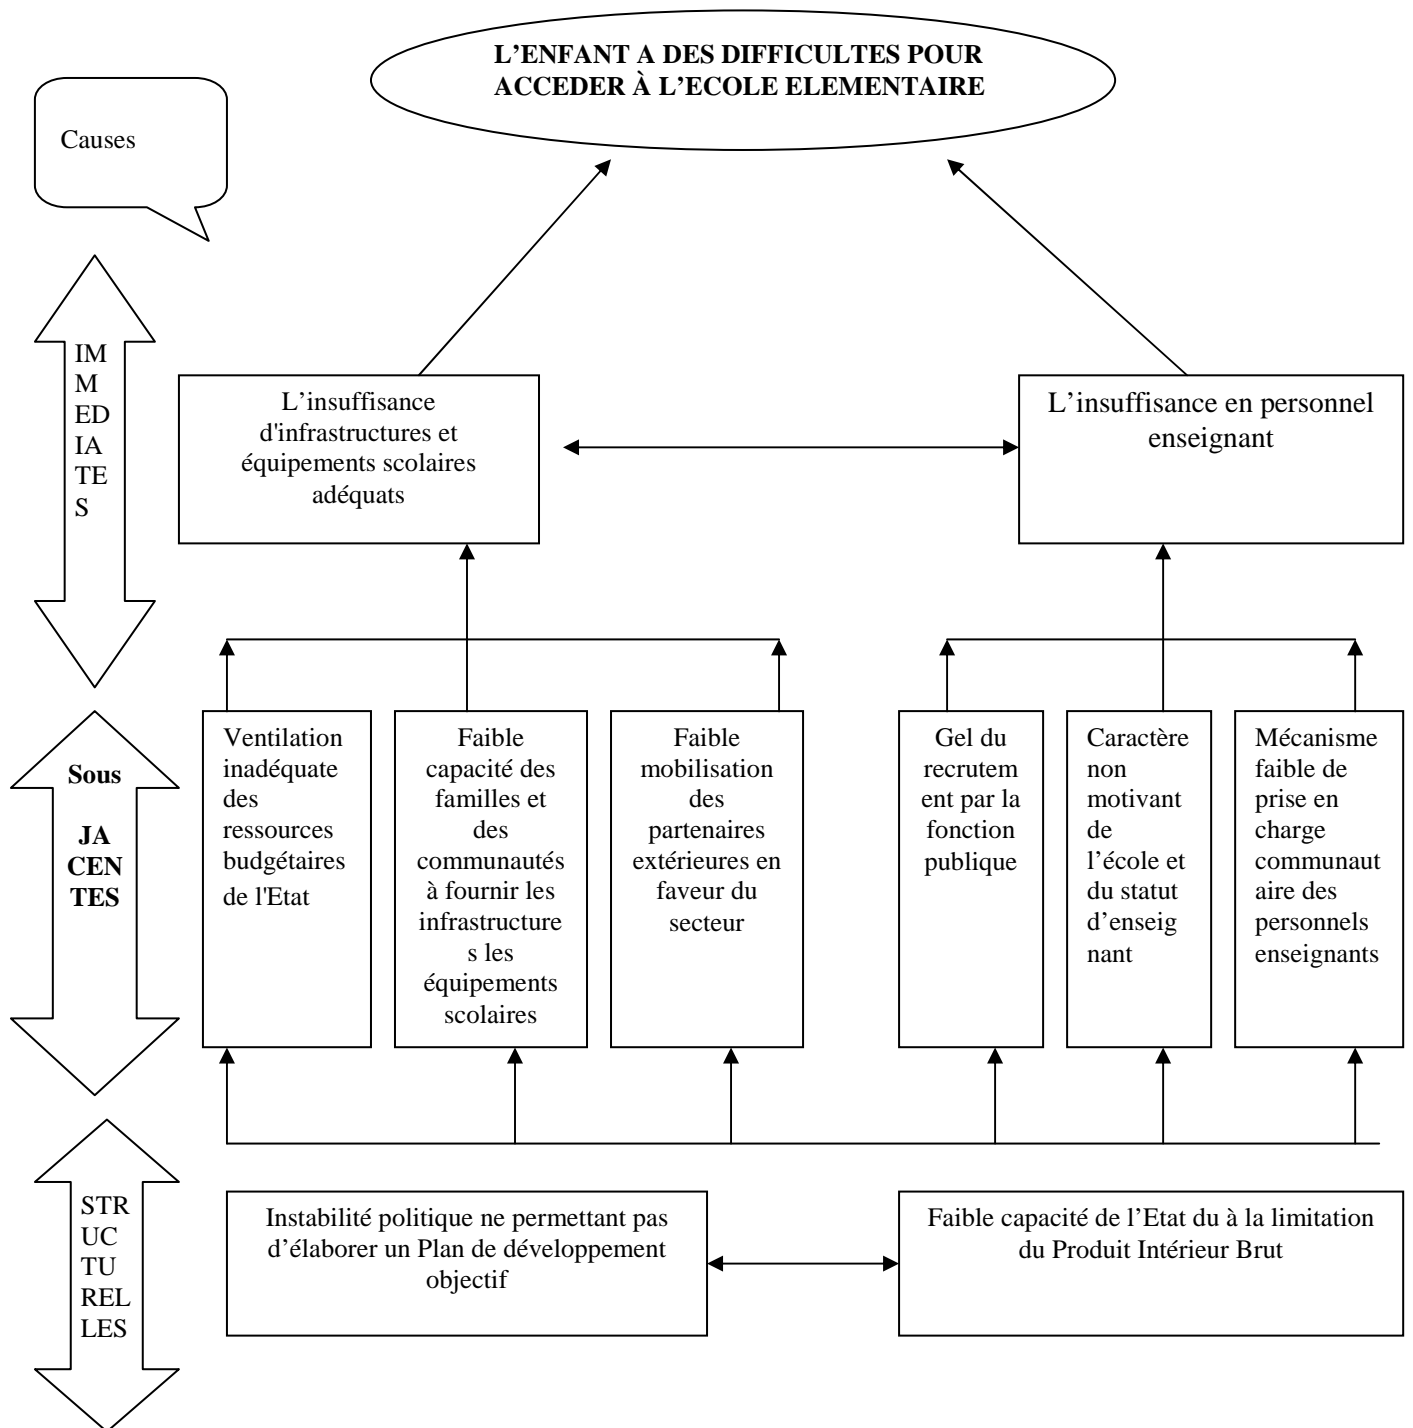 L’ENFANT A DES DIFFICULTES POUR
ACCEDER À L’ECOLE ELEMENTAIRE
Causes
IM
M
ED
IA
TE
S
L’insuffisance
d'infrastructures et
équipements scolaires
adéquats
L’insuffisance en personnel
enseignant
Sous
JA
CEN
TES
Ventilation
inadéquate
des
ressources
budgétaires
de l'Etat
Faible
capacité des
familles et
des
communautés
à fournir les
infrastructure
s les
équipements
scolaires
Faible
mobilisation
des
partenaires
extérieures en
faveur du
secteur
Gel du
recrutem
ent par la
fonction
publique
Caractère
non
motivant
de
l’école et
du statut
d’enseig
nant
Mécanisme
faible de
prise en
charge
communaut
aire des
personnels
enseignants
STR
UC
TU
REL
LES
Instabilité politique ne permettant pas
d’élaborer un Plan de développement
objectif
Faible capacité de l’Etat du à la limitation
du Produit Intérieur Brut